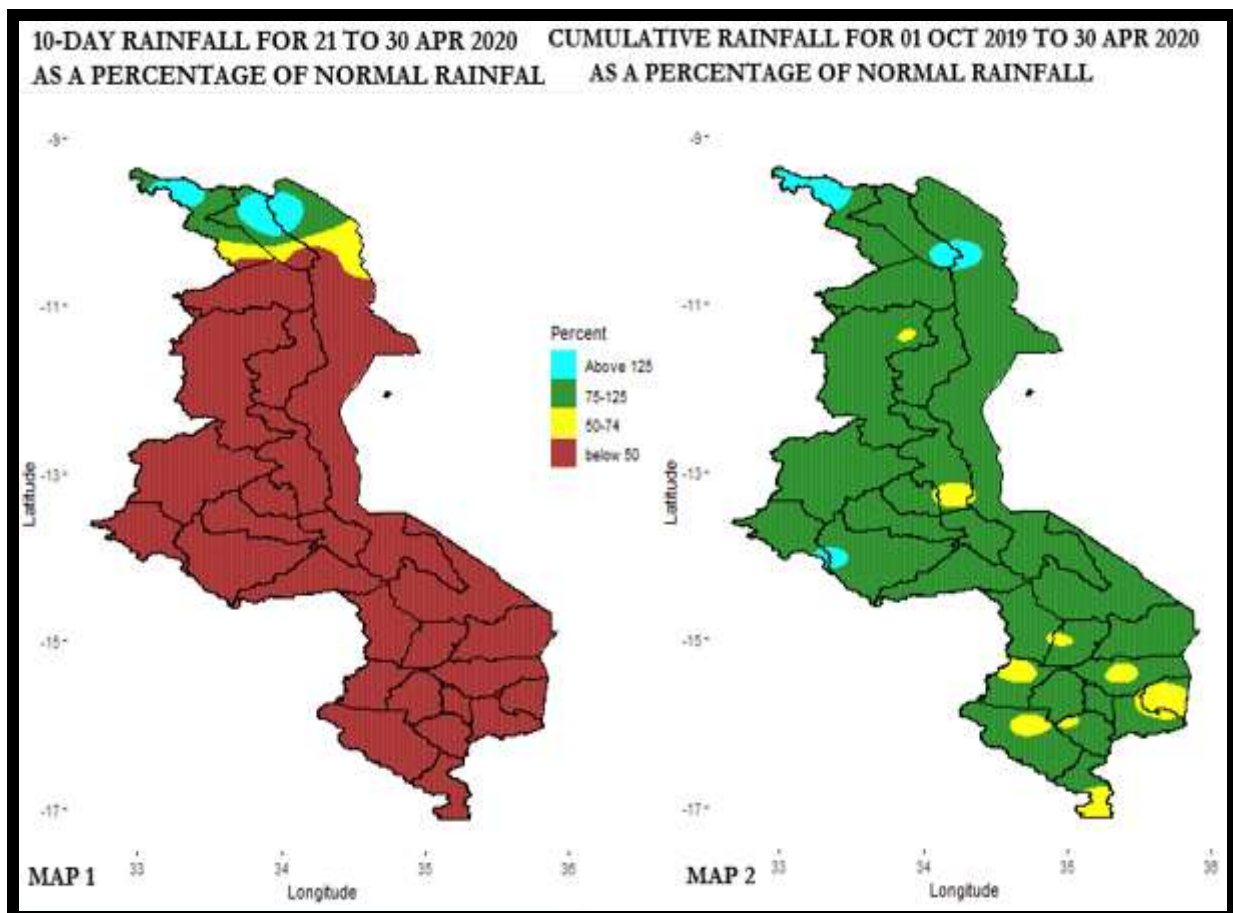 10-DAY RAINFALL FOR 21 TO 30 APR 2020
AS A PERCENTAGE OF NORMAL RAINFAL
CUMULATIVE RAINFALL FOR 01 OCT 2019 TO 30 APR 2020
AS A PERCENTAGE OF NORMAL RAINFALL
-9
-11
-13
-15
-17
Latitude
33
34
35
36
Longitude
MAP 1
Percent
Above 125
75-125
50-74
below 50
-9
-11
-13
-15
-17
Latitude
33
34
35
36
Longitude
MAP 2